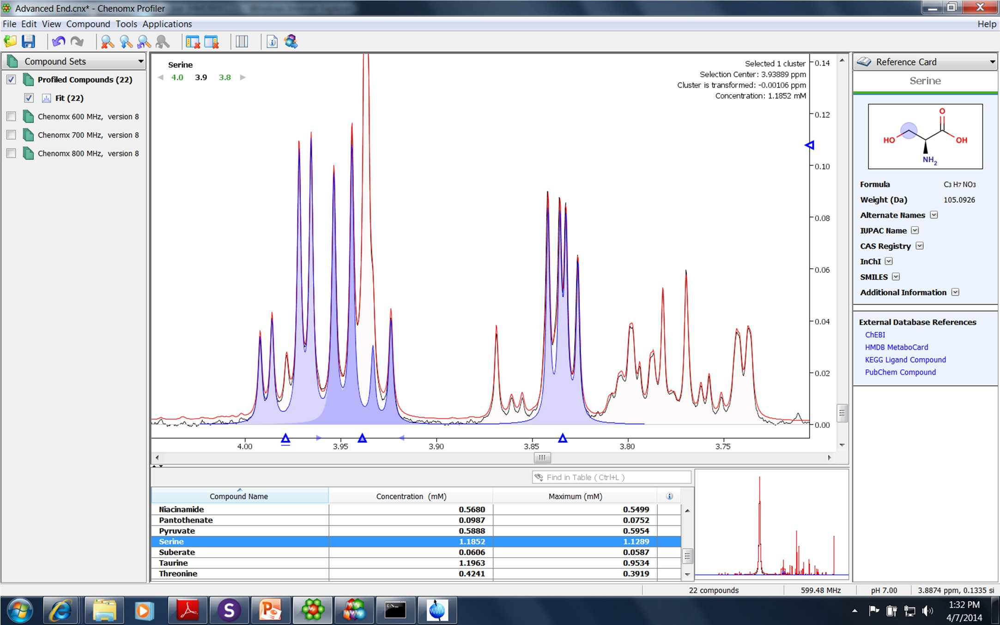 Advanced End.cnx* - Chenomx Profiler
File Edit View Compound Tools Applications Help
Compound Sets
Profiled Compounds (22)
Fit (22)
Chenomx 600 MHz, version 8
Chenomx 700 MHz, version 8
Chenomx 800 MHz, version 8
Serine
4.0 3.9 3.8
Selected 1 cluster
Selection Center: 3.93889 ppm
Cluster is transformed: -0.00106 ppm
Concentration: 1.1852 mM
0.14
0.12
0.10
0.08
0.06
0.04
0.02
0.00
4.00 3.95 3.90 3.85 3.80 3.75
Find in Table ( Ctrl+L )
Compound Name Concentration (mM) Maximum (mM)
Niacinamide 0.5680 0.5499
Pantothenate 0.0987 0.0752
Pyruvate 0.5888 0.5954
Serine 1.1852 1.1289
Suberate 0.0606 0.0587
Taurine 1.1963 0.9534
Threonine 0.4241 0.3919
Reference Card
Serine
O
HO
OH
NH2
Formula C3 H7 NO3
Weight (Da) 105.0926
Alternate Names
IUPAC Name
CAS Registry
InChI
SMILES
Additional Information
External Database References
ChEBI
HMDB MetaboCard
KEGG Ligand Compound
PubChem Compound
22 compounds 599.48 MHz pH 7.00 3.8874 ppm, 0.1335 si
S
1:32 PM
4/7/2014